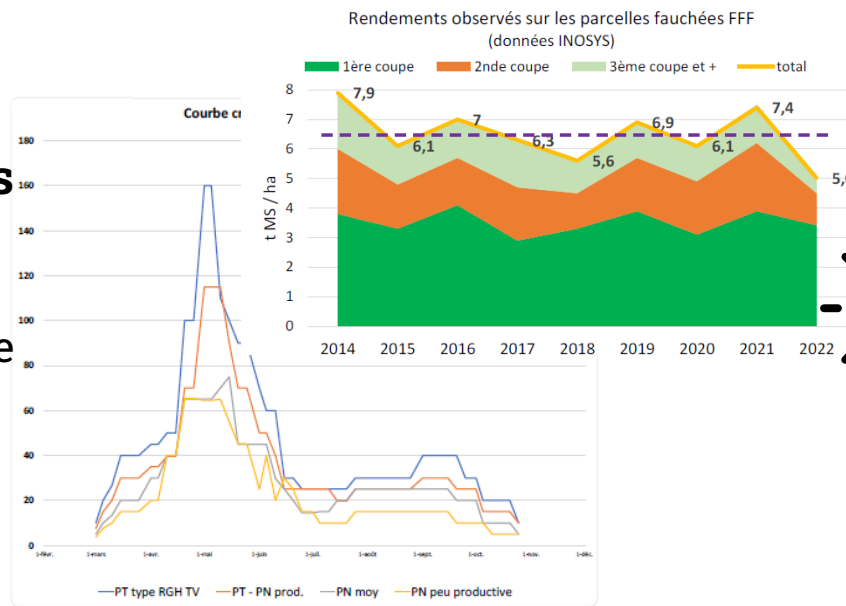 Rendements observés sur les parcelles fauchées FFF
(données INOSYS)
1ère coupe 2nde coupe 3ème coupe et + total
t MS / ha
8
7
6
5
4
3
2
1
0
7,9
6,1
7
6,3
5,6
6,9
6,1
7,4
2014 2015 2016 2017 2018 2019 2020 2021 2022
s
e
Courbe
180
160
140
120
100
80
60
40
20
0
1-févr. 1-mars 1-avr. 1-mai 1-juin 1-juil. 1-août 1-sept. 1-oct. 1-nov. 1-déc.
PT type RGH TV PT - PN prod. PN moy PN peu productive